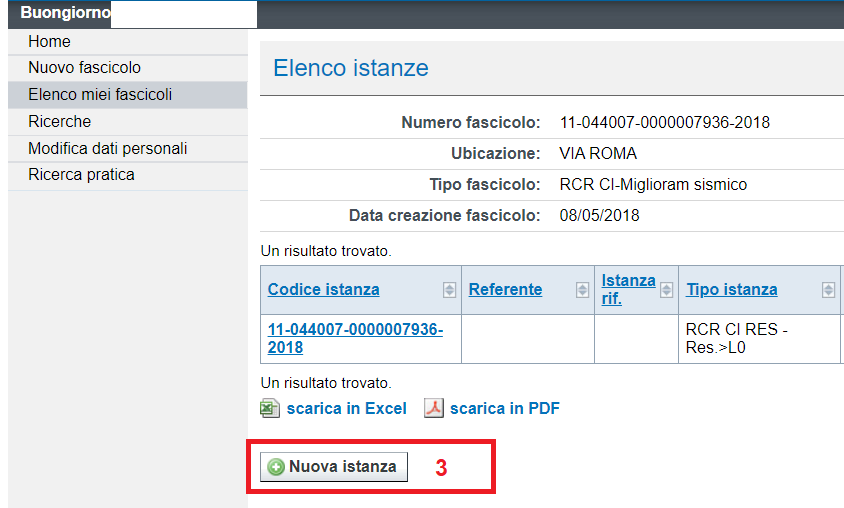 Buongiorno
Home
Nuovo fascicolo
Elenco miei fascicoli
Ricerche
Modifica dati personali
Ricerca pratica
Elenco istanze
Numero fascicolo: 11-044007-0000007936-2018
Ubicazione: VIA ROMA
Tipo fascicolo: RCR CI-Miglioram sismico
Data creazione fascicolo: 08/05/2018
Un risultato trovato.
Codice istanza Referente Istanza rif. Tipo istanza
11-044007-0000007936-2018 RCR CI RES - Res.>L0
Un risultato trovato.
scarica in Excel scarica in PDF
Nuova istanza 3